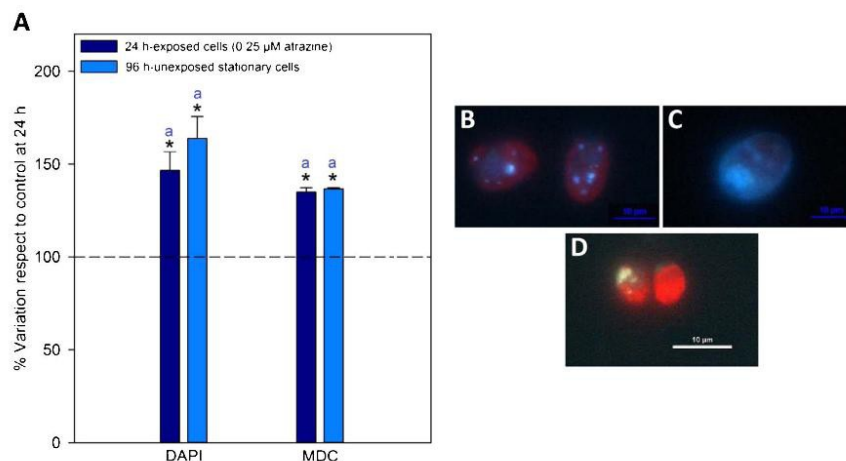 A
24 h-exposed cells (0 25 µM atrazine)
96 h-unexposed stationary cells
% Variation respect to control at 24 h
200
150
100
50
0
a
*
a
*
a
*
a
*
DAPI
MDC
B
10 µm
C
10 µm
D
10 µm